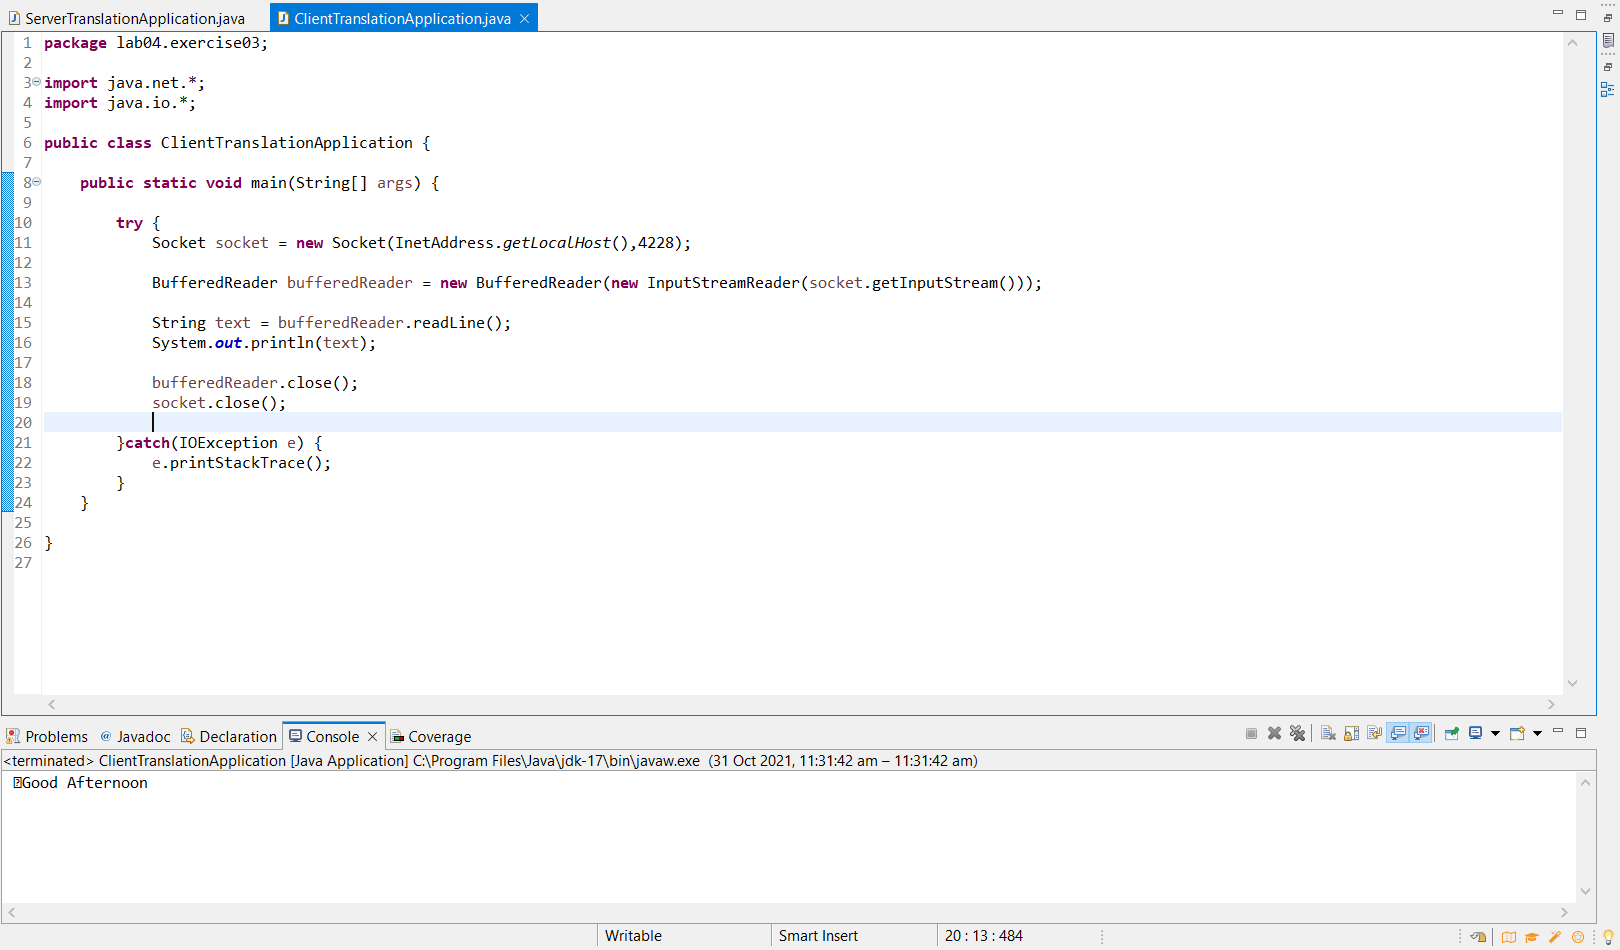 ServerTranslationApplication.java ClientTranslationApplication.java
1 package lab04.exercise03;
2
3 import java.net.*;
4 import java.io.*;
5
6 public class ClientTranslationApplication {
7
8 public static void main(String[] args) {
9
10 try {
11 Socket socket = new Socket(InetAddress.getLocalHost(),4228);
12
13 BufferedReader bufferedReader = new BufferedReader(new InputStreamReader(socket.getInputStream()));
14
15 String text = bufferedReader.readLine();
16 System.out.println(text);
17
18 bufferedReader.close();
19 socket.close();
20
21 }catch(IOException e) {
22 e.printStackTrace();
23 }
24 }
25
26 }
27
Problems @ Javadoc Declaration Console Coverage
<terminated> ClientTranslationApplication [Java Application] C:\Program Files\Java\jdk-17\bin\javaw.exe (31 Oct 2021, 11:31:42 am – 11:31:42 am)
Good Afternoon
Writable Smart Insert 20 : 13 : 484